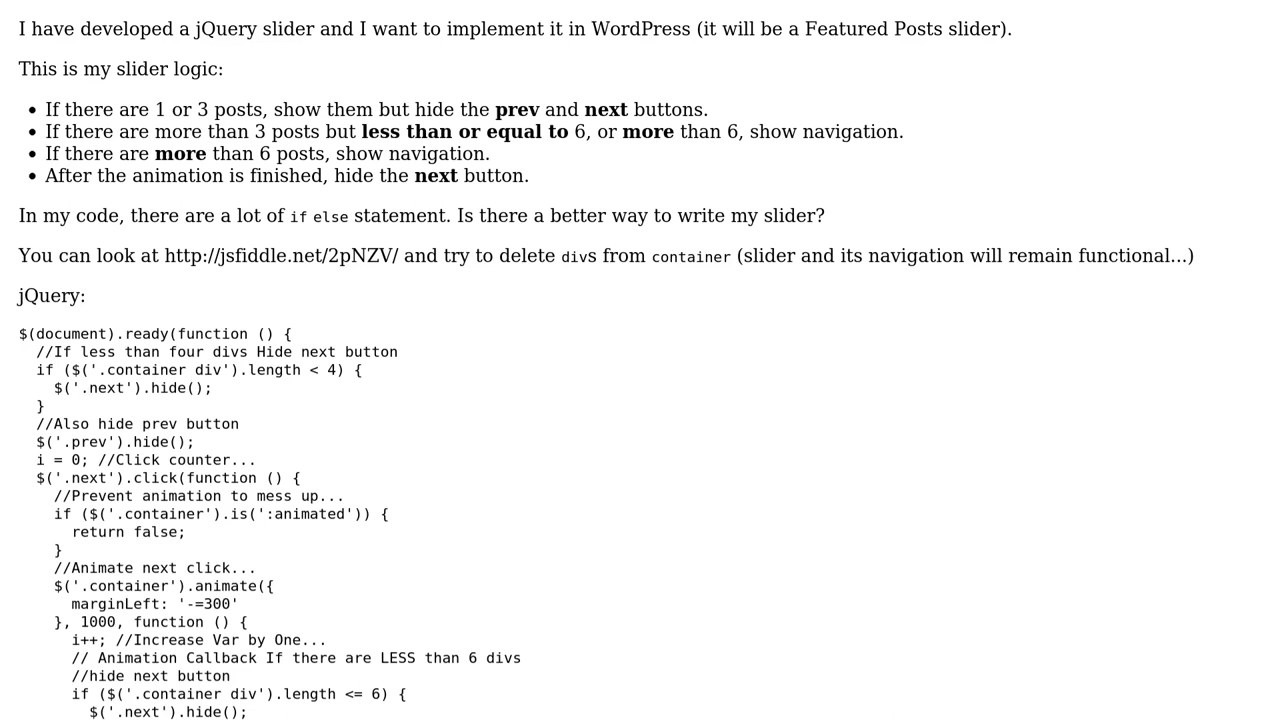 I have developed a jQuery slider and I want to implement it in WordPress (it will be a Featured Posts slider).
This is my slider logic:
• If there are 1 or 3 posts, show them but hide the prev and next buttons.
• If there are more than 3 posts but less than or equal to 6, or more than 6, show navigation.
• If there are more than 6 posts, show navigation.
• After the animation is finished, hide the next button.
In my code, there are a lot of if else statement. Is there a better way to write my slider?
You can look at http://jsfiddle.net/2pNZV/ and try to delete divs from container (slider and its navigation will remain functional...)
jQuery:
$(document).ready(function () {
  //If less than four divs Hide next button
  if ($('.container div').length < 4) {
    $('.next').hide();
  }
  //Also hide prev button
  $('.prev').hide();
  i = 0; //Click counter...
  $('.next').click(function () {
    //Prevent animation to mess up...
    if ($('.container').is(':animated')) {
      return false;
    }
    //Animate next click...
    $('.container').animate({
      marginLeft: '-=300'
    }, 1000, function () {
      i++; //Increase Var by One...
      // Animation Callback If there are LESS than 6 divs
      //hide next button
      if ($('.container div').length <= 6) {
        $('.next').hide();